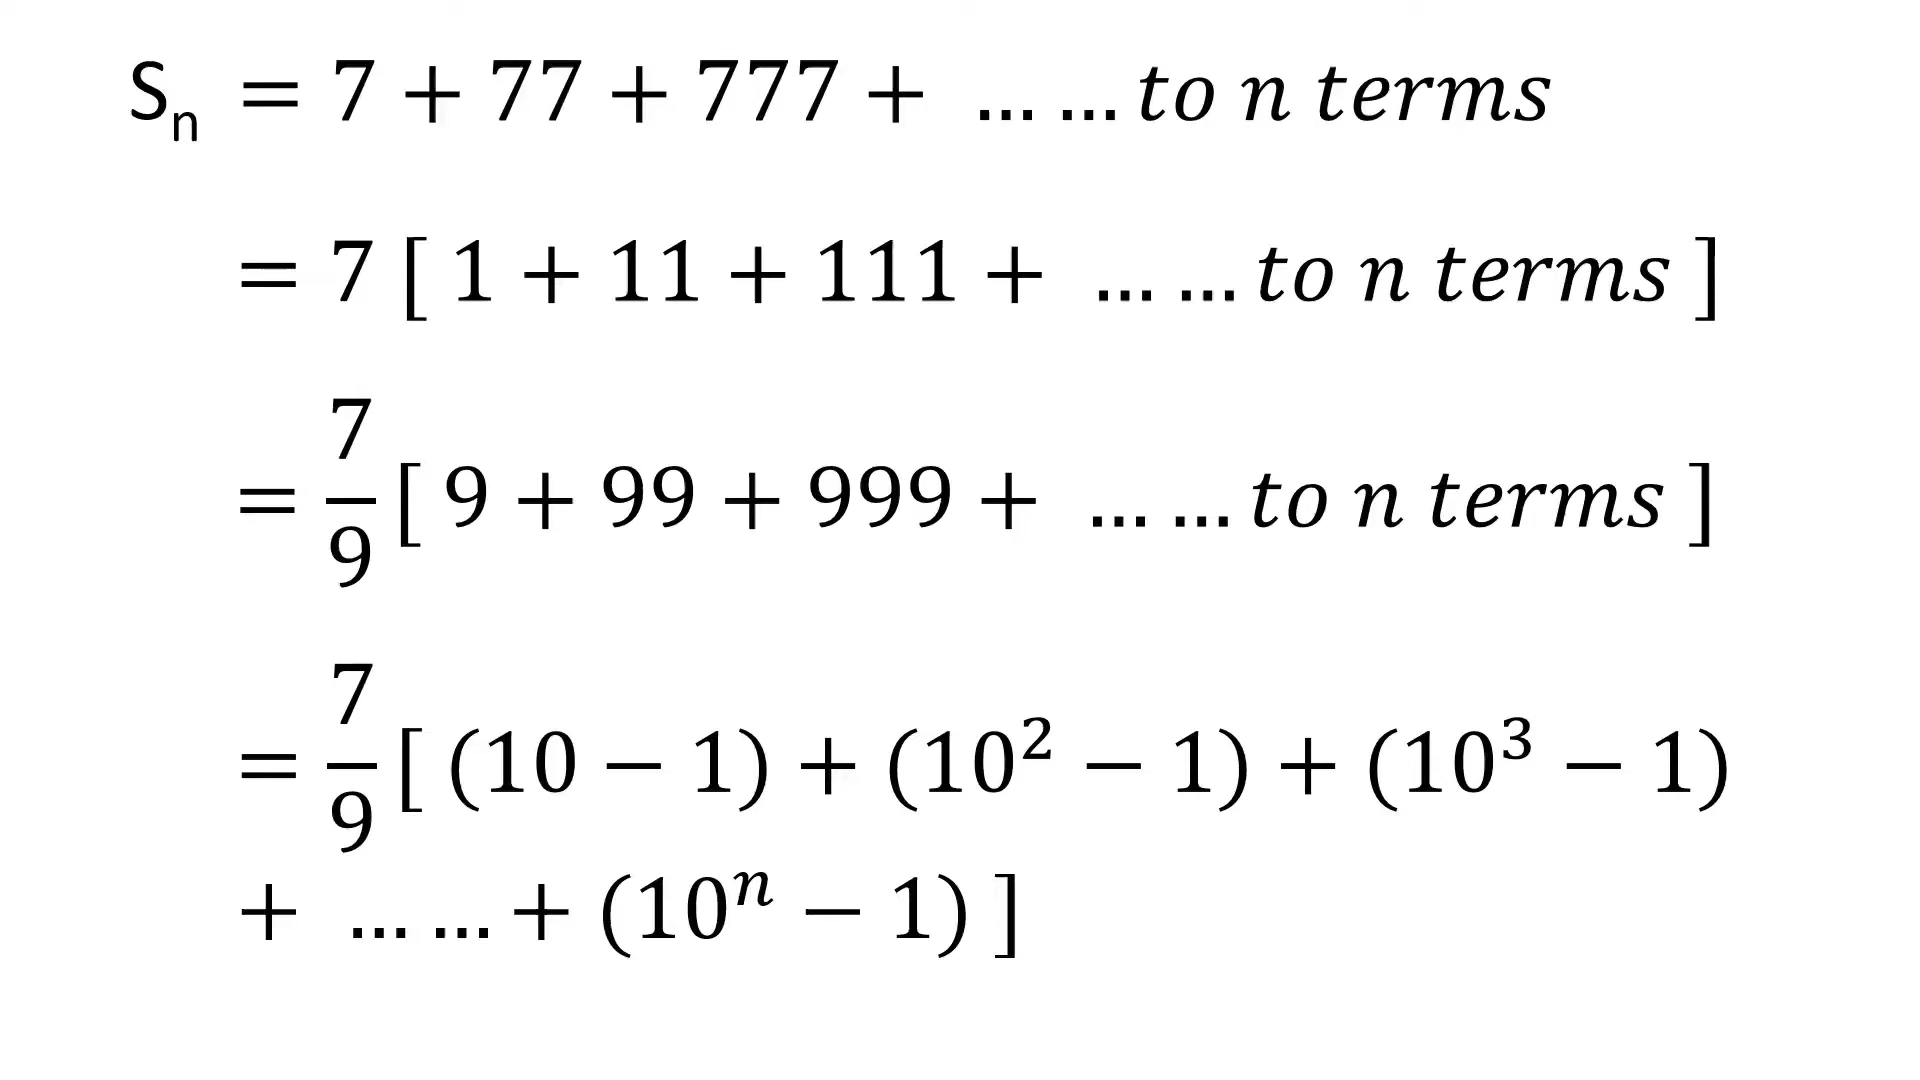 Sₙ = 7 + 77 + 777 + … … to n terms
= 7 [ 1 + 11 + 111 + … … to n terms ]
= 7/9 [ 9 + 99 + 999 + … … to n terms ]
= 7/9 [ (10 − 1) + (10² − 1) + (10³ − 1)
+ … … + (10ⁿ − 1) ]